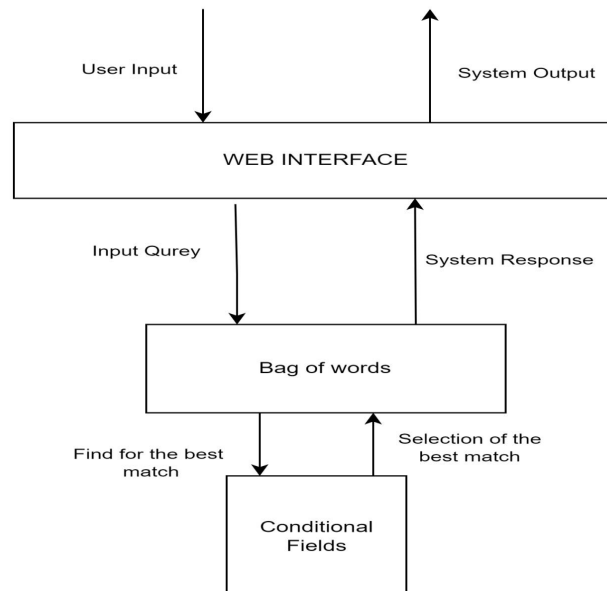 User Input
System Output
WEB INTERFACE
Input Qurey
System Response
Bag of words
Find for the best
match
Selection of the
best match
Conditional
Fields